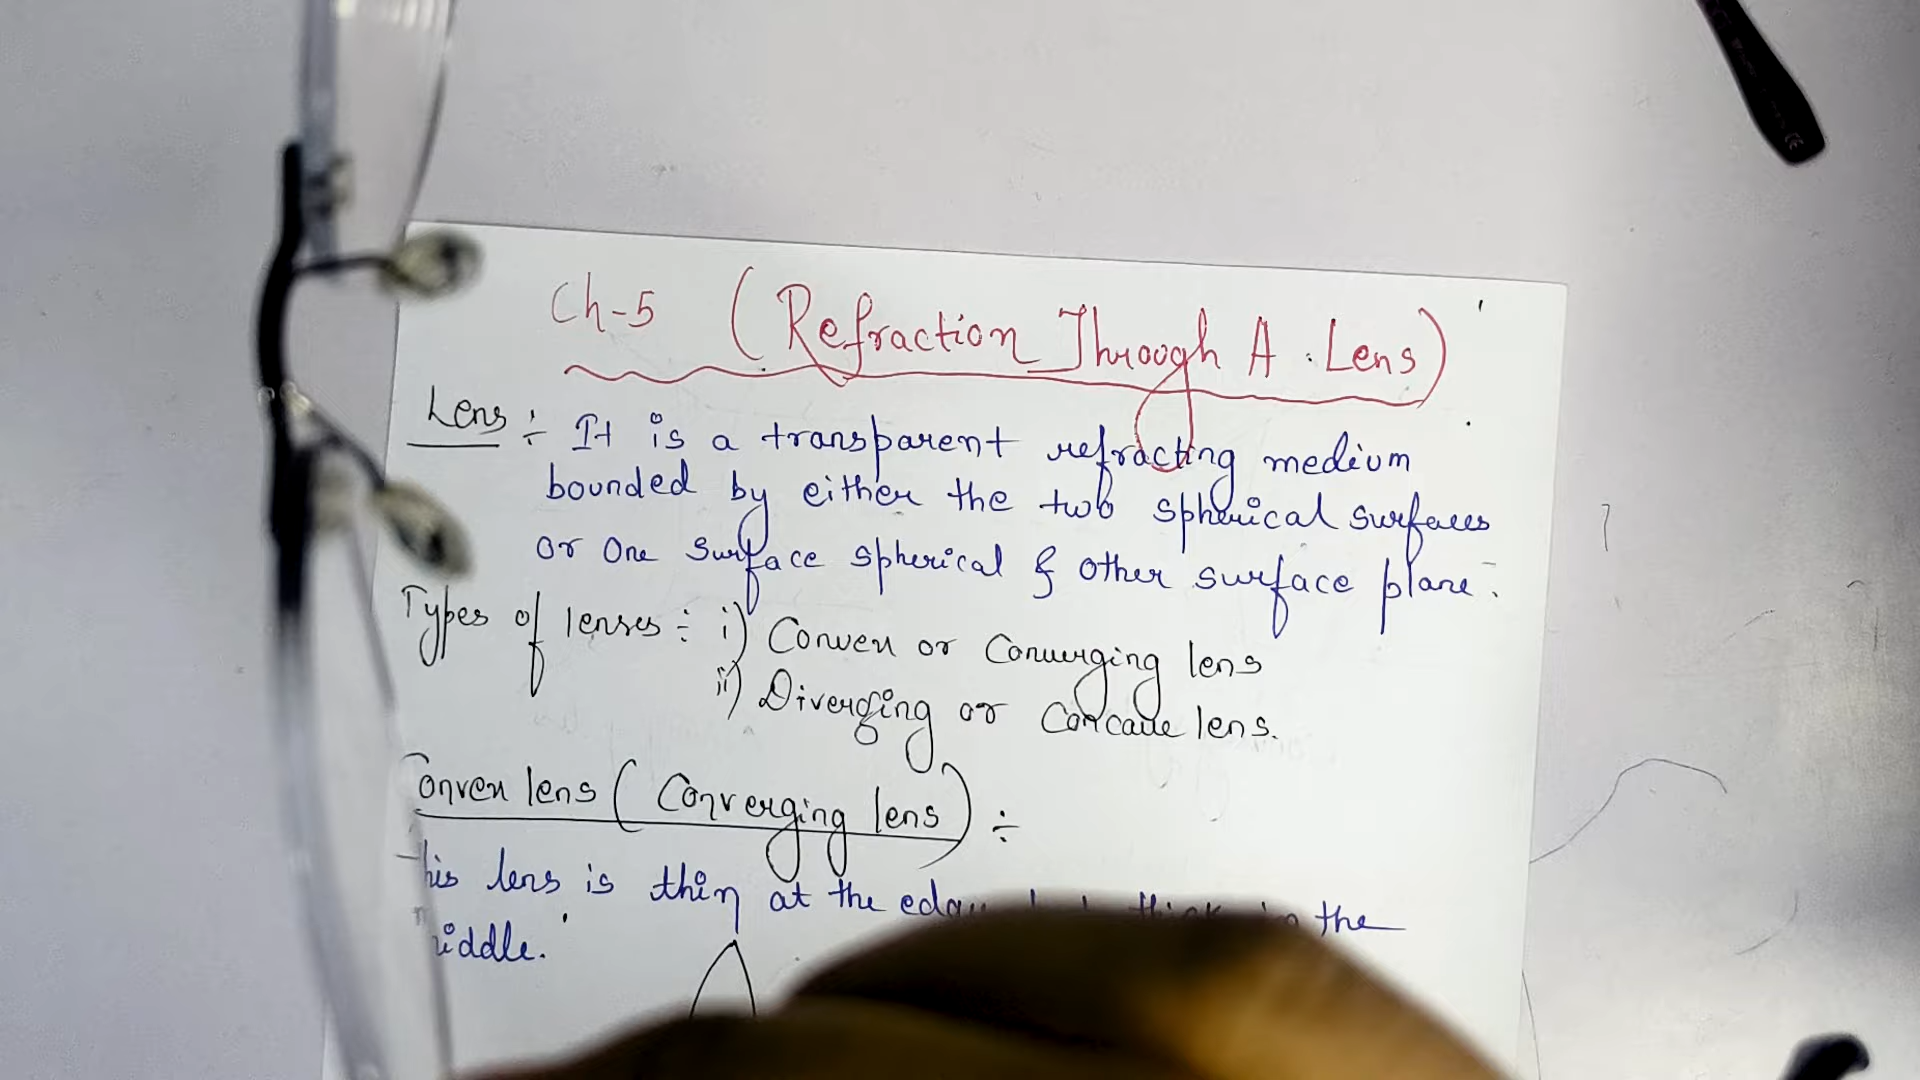 Ch-5 (Refraction Through A Lens)
Lens :- It is a transparent refracting medium
bounded by either the two spherical surfaces
or one surface spherical & other surface plane.
Types of lenses :- i) Convex or Converging lens
ii) Diverging or Concave lens.
Convex lens (Converging lens) :-
This lens is thin at the the
middle.